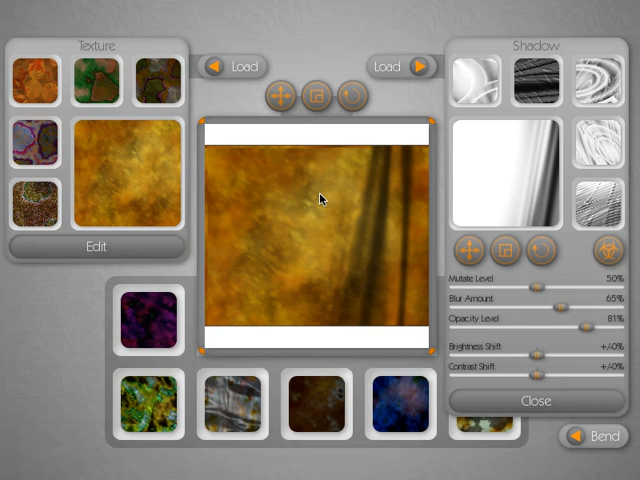 Texture
Load
Load
Shadow
Edit
Mutate Level 50%
Blur Amount 65%
Opacity Level 81%
Brightness Shift +/-0%
Contrast Shift +/-0%
Close
Bend